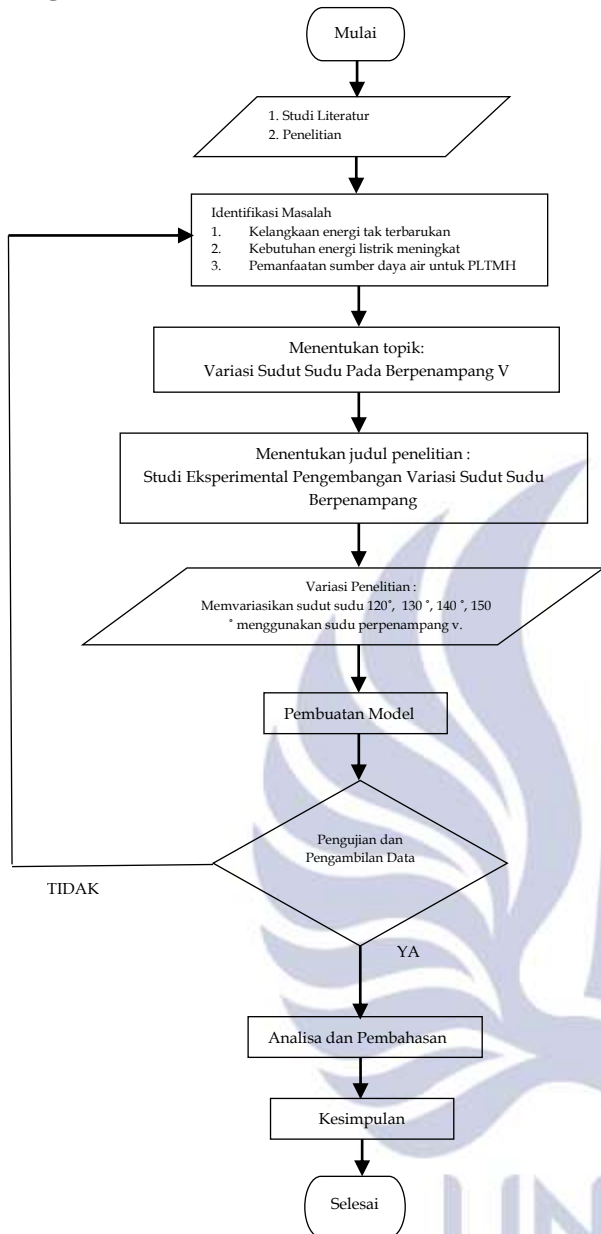 Mulai
1. Studi Literatur
2. Penelitian
Identifikasi Masalah
1. Kelangkaan energi tak terbarukan
2. Kebutuhan energi listrik meningkat
3. Pemanfaatan sumber daya air untuk PLTMH
Menentukan topik:
Variasi Sudut Sudu Pada Berpenampang V
Menentukan judul penelitian :
Studi Eksperimental Pengembangan Variasi Sudut Sudu
Berpenampang
Variasi Penelitian :
Memvariasikan sudut sudu 120˚, 130 ˚, 140 ˚, 150
˚ menggunakan sudu perpenampang v.
Pembuatan Model
Pengujian dan
Pengambilan Data
TIDAK
YA
Analisa dan Pembahasan
Kesimpulan
Selesai